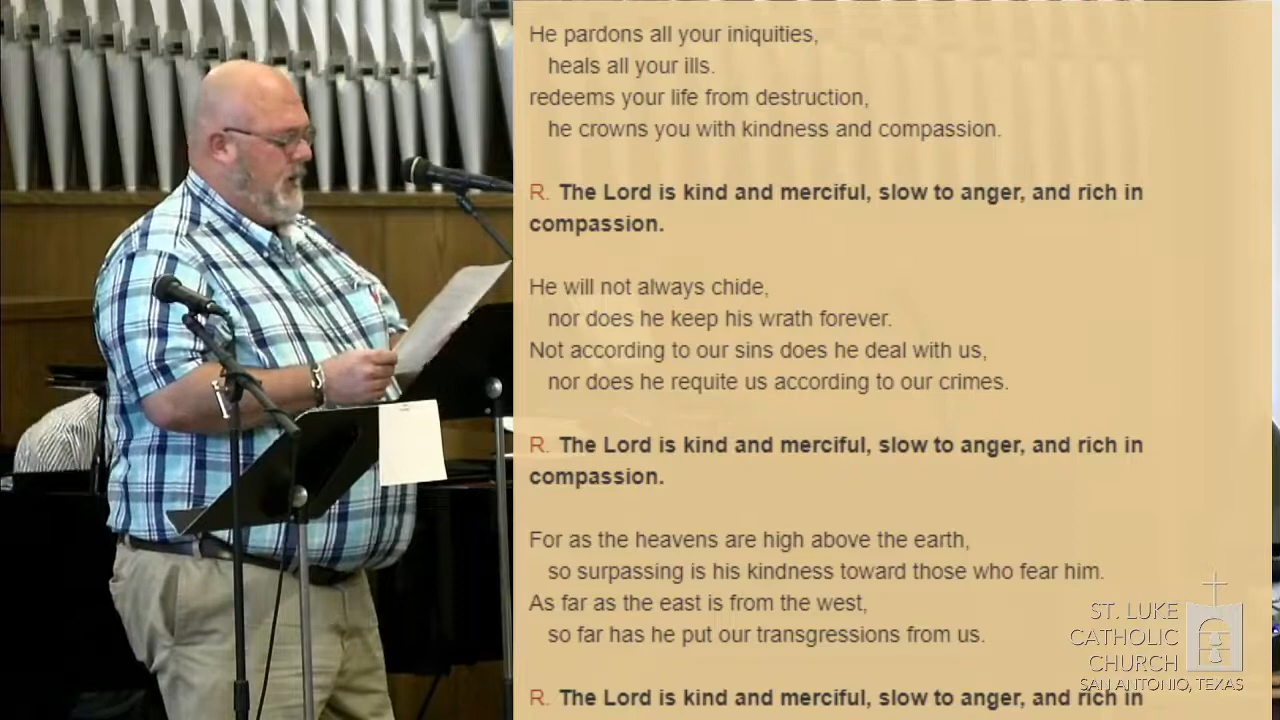 He pardons all your iniquities,
heals all your ills.
redeems your life from destruction,
he crowns you with kindness and compassion.
R. The Lord is kind and merciful, slow to anger, and rich in
compassion.
He will not always chide,
nor does he keep his wrath forever.
Not according to our sins does he deal with us,
nor does he requite us according to our crimes.
R. The Lord is kind and merciful, slow to anger, and rich in
compassion.
For as the heavens are high above the earth,
so surpassing is his kindness toward those who fear him.
As far as the east is from the west,
so far has he put our transgressions from us.
R. The Lord is kind and merciful, slow to anger, and rich in
ST. LUKE
CATHOLIC
CHURCH
SAN ANTONIO, TEXAS